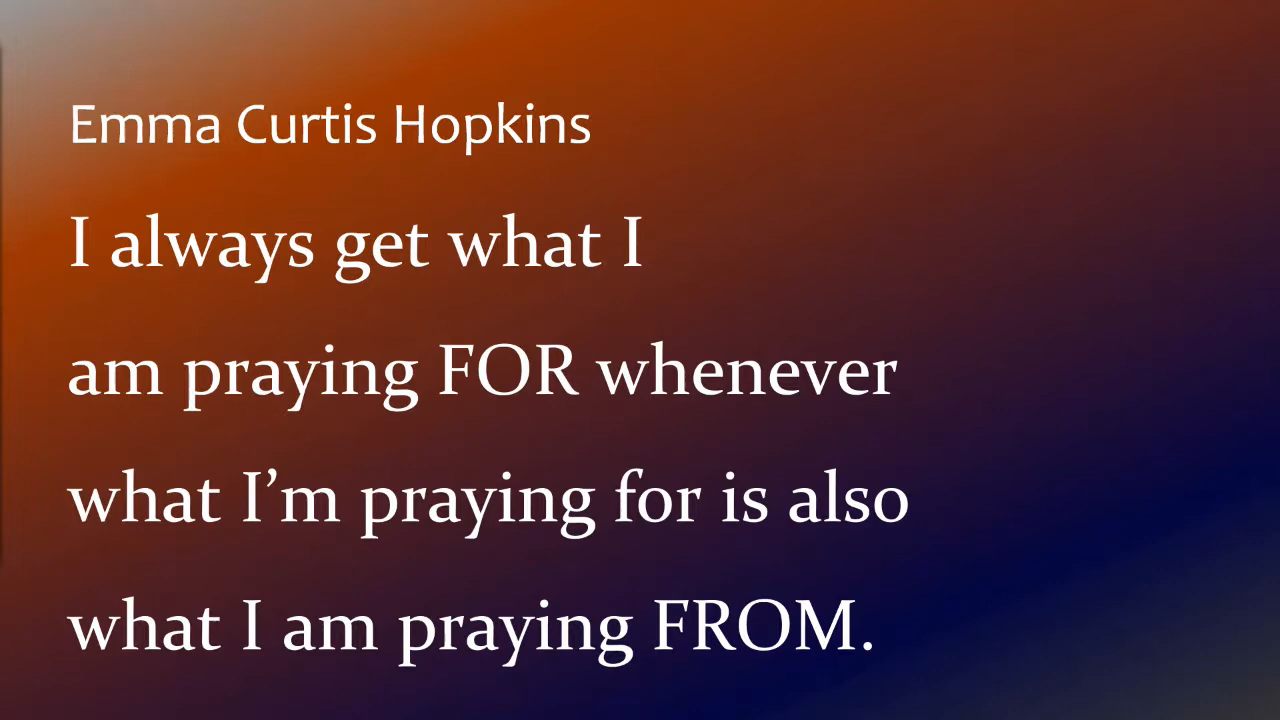 Emma Curtis Hopkins
I always get what I
am praying FOR whenever
what I’m praying for is also
what I am praying FROM.